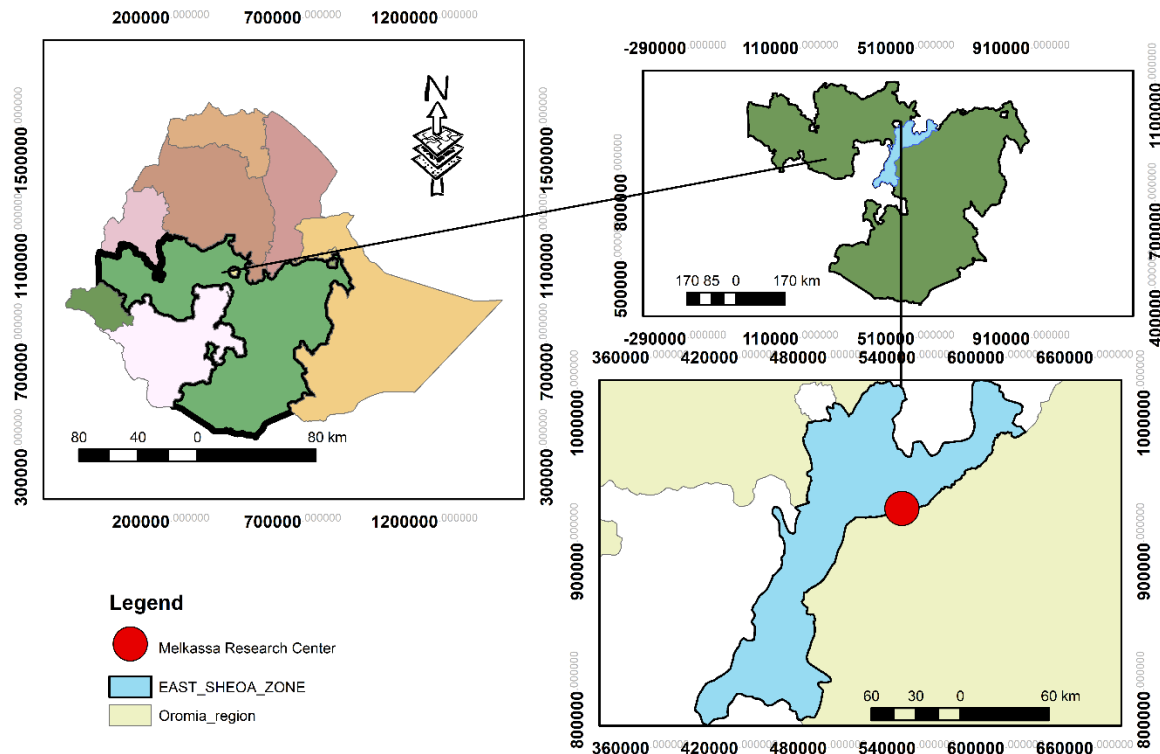 200000.000000 700000.000000 1200000.000000
300000.000000 700000.000000 1100000.000000 1500000.000000
N
300000.000000 700000.000000 1100000.000000 1500000.000000
80 40 0 80 km
200000.000000 700000.000000 1200000.000000
-290000.000000 110000.000000 510000.000000 910000.000000
500000.000000 800000.000000
170 85 0 170 km
400000.000000 700000.000000 1100000.000000
-290000.000000 110000.000000 510000.000000 910000.000000
360000.000000 420000.000000 480000.000000 540000.000000 600000.000000 660000.000000
800000.000000 900000.000000 1000000.000000
800000.000000 900000.000000 1000000.000000
60 30 0 60 km
360000.000000 420000.000000 480000.000000 540000.000000 600000.000000 660000.000000
Legend
Melkassa Research Center
EAST_SHEOA_ZONE
Oromia_region